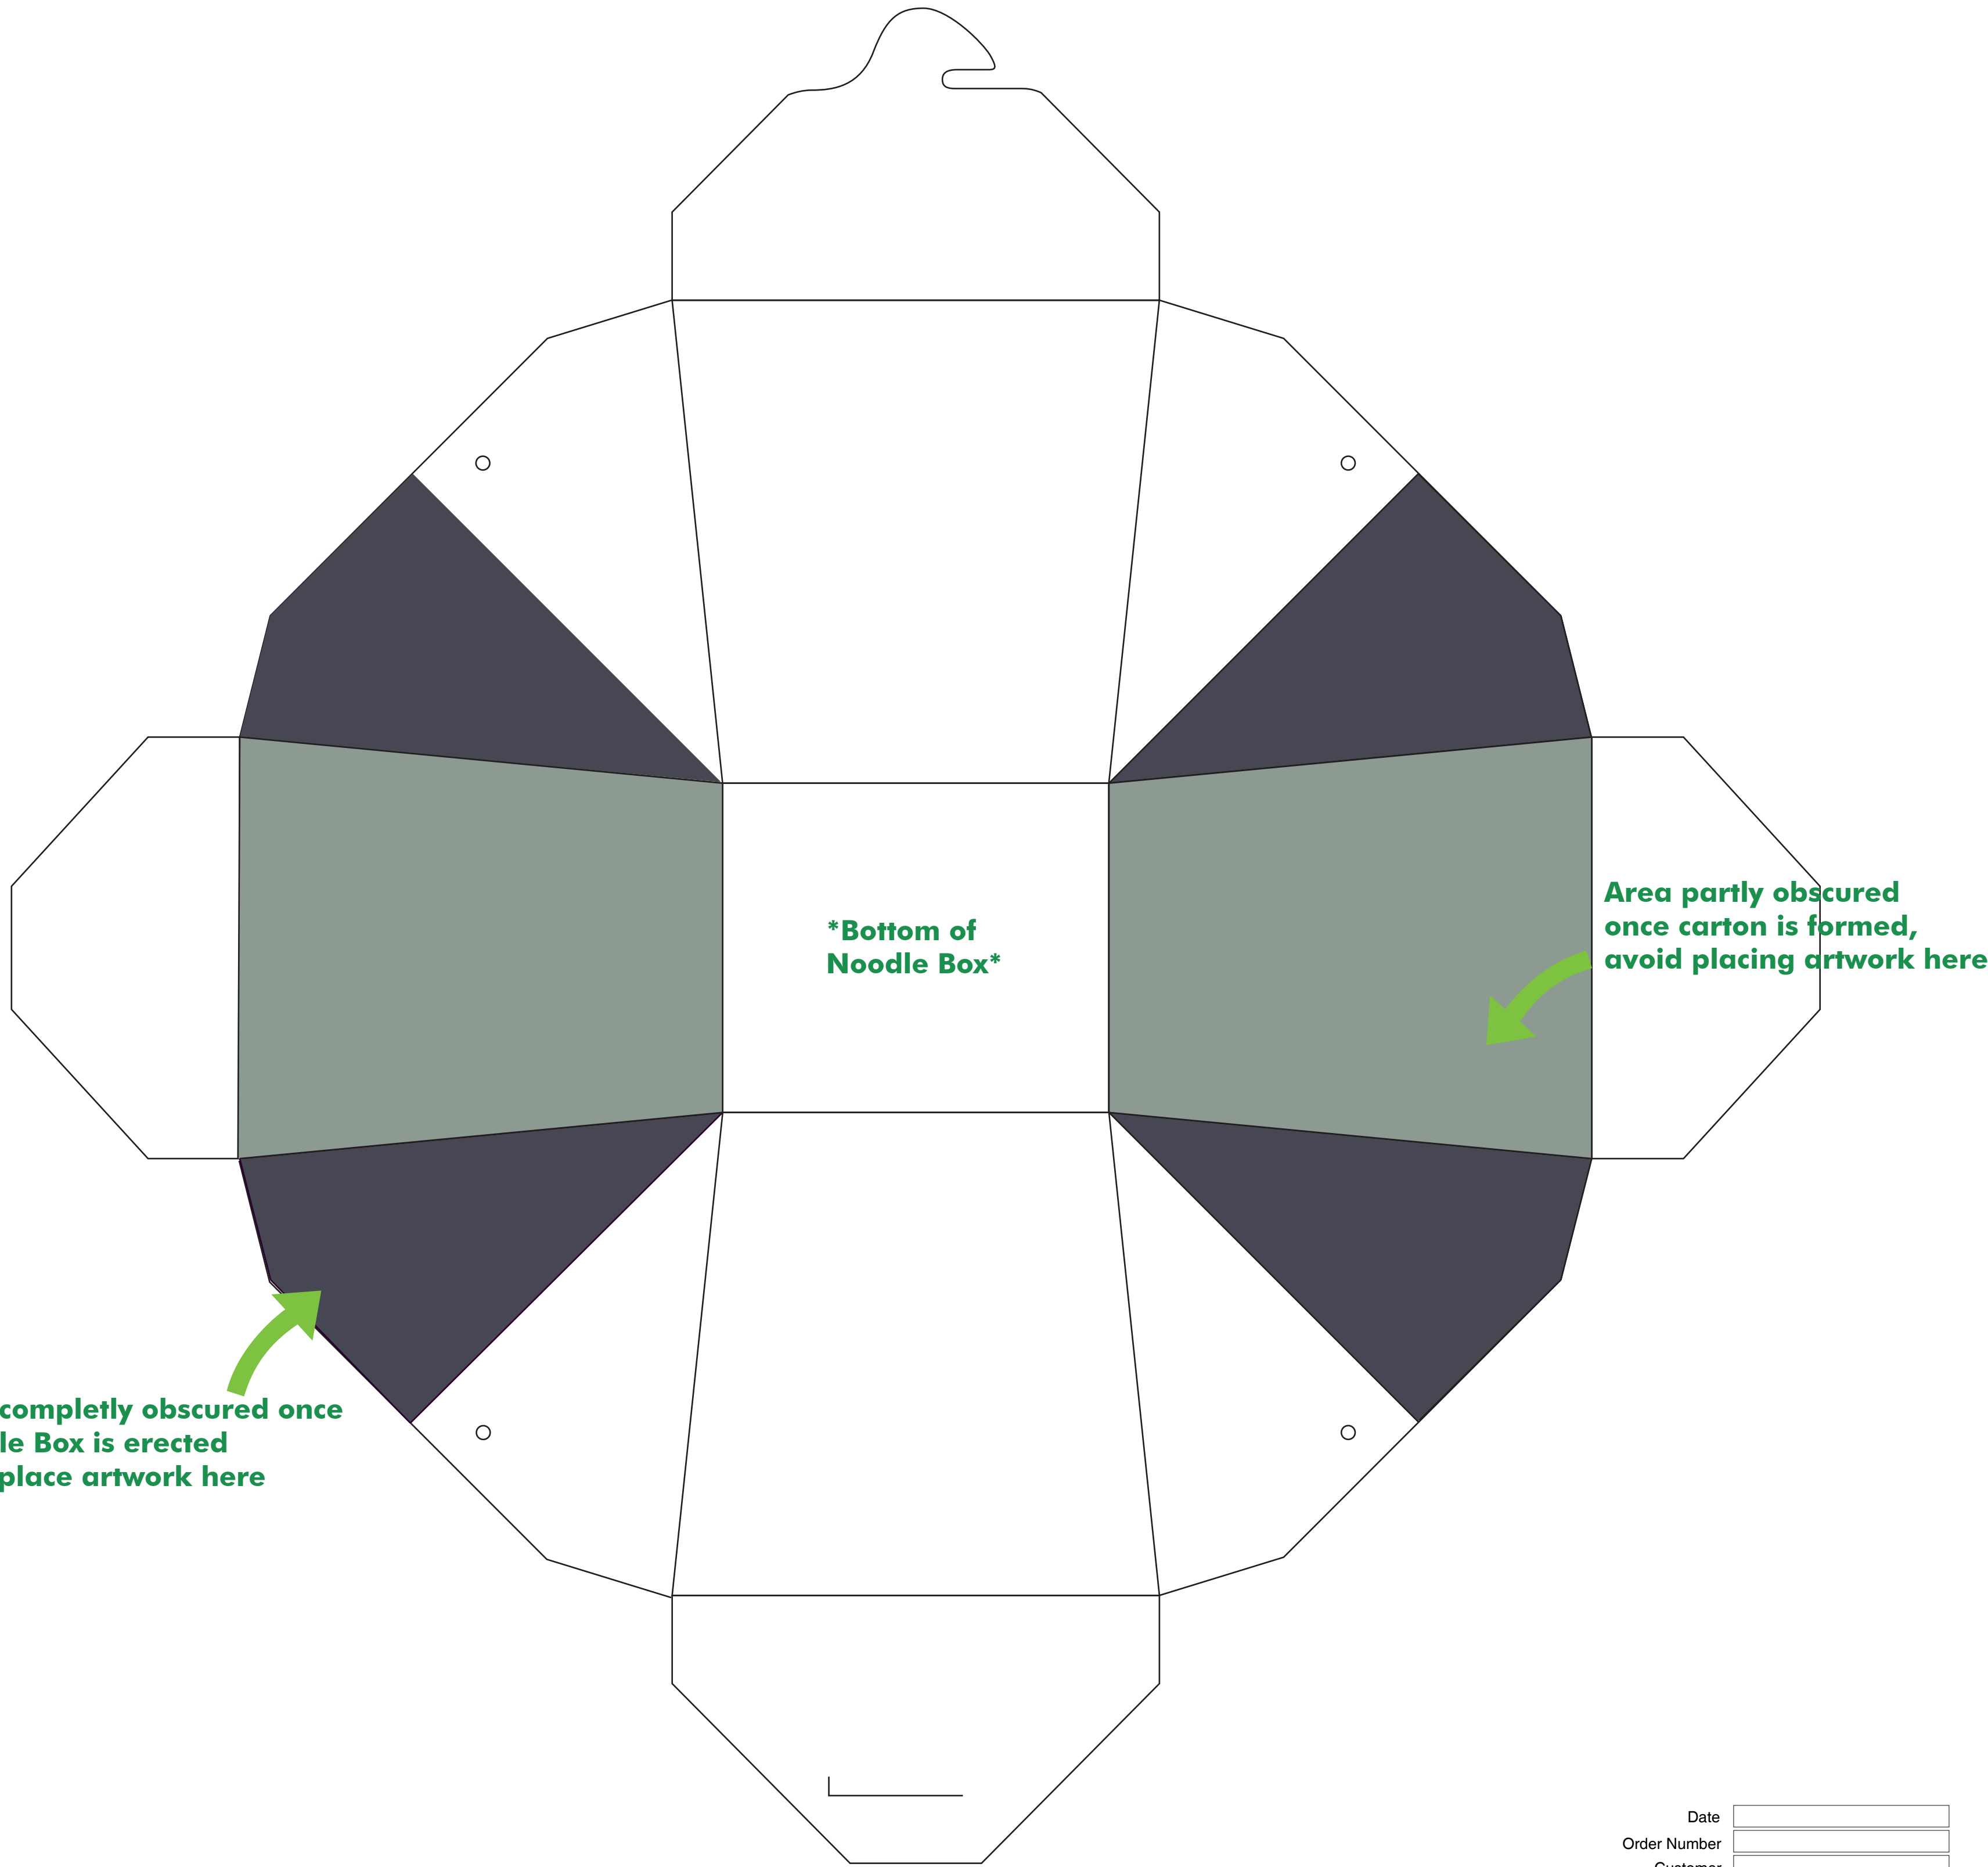 *Bottom of
Noodle Box*
Area partly obscured
once carton is formed,
avoid placing artwork here
completly obscured once
le Box is erected
place artwork here
Date
Order Number
Customer